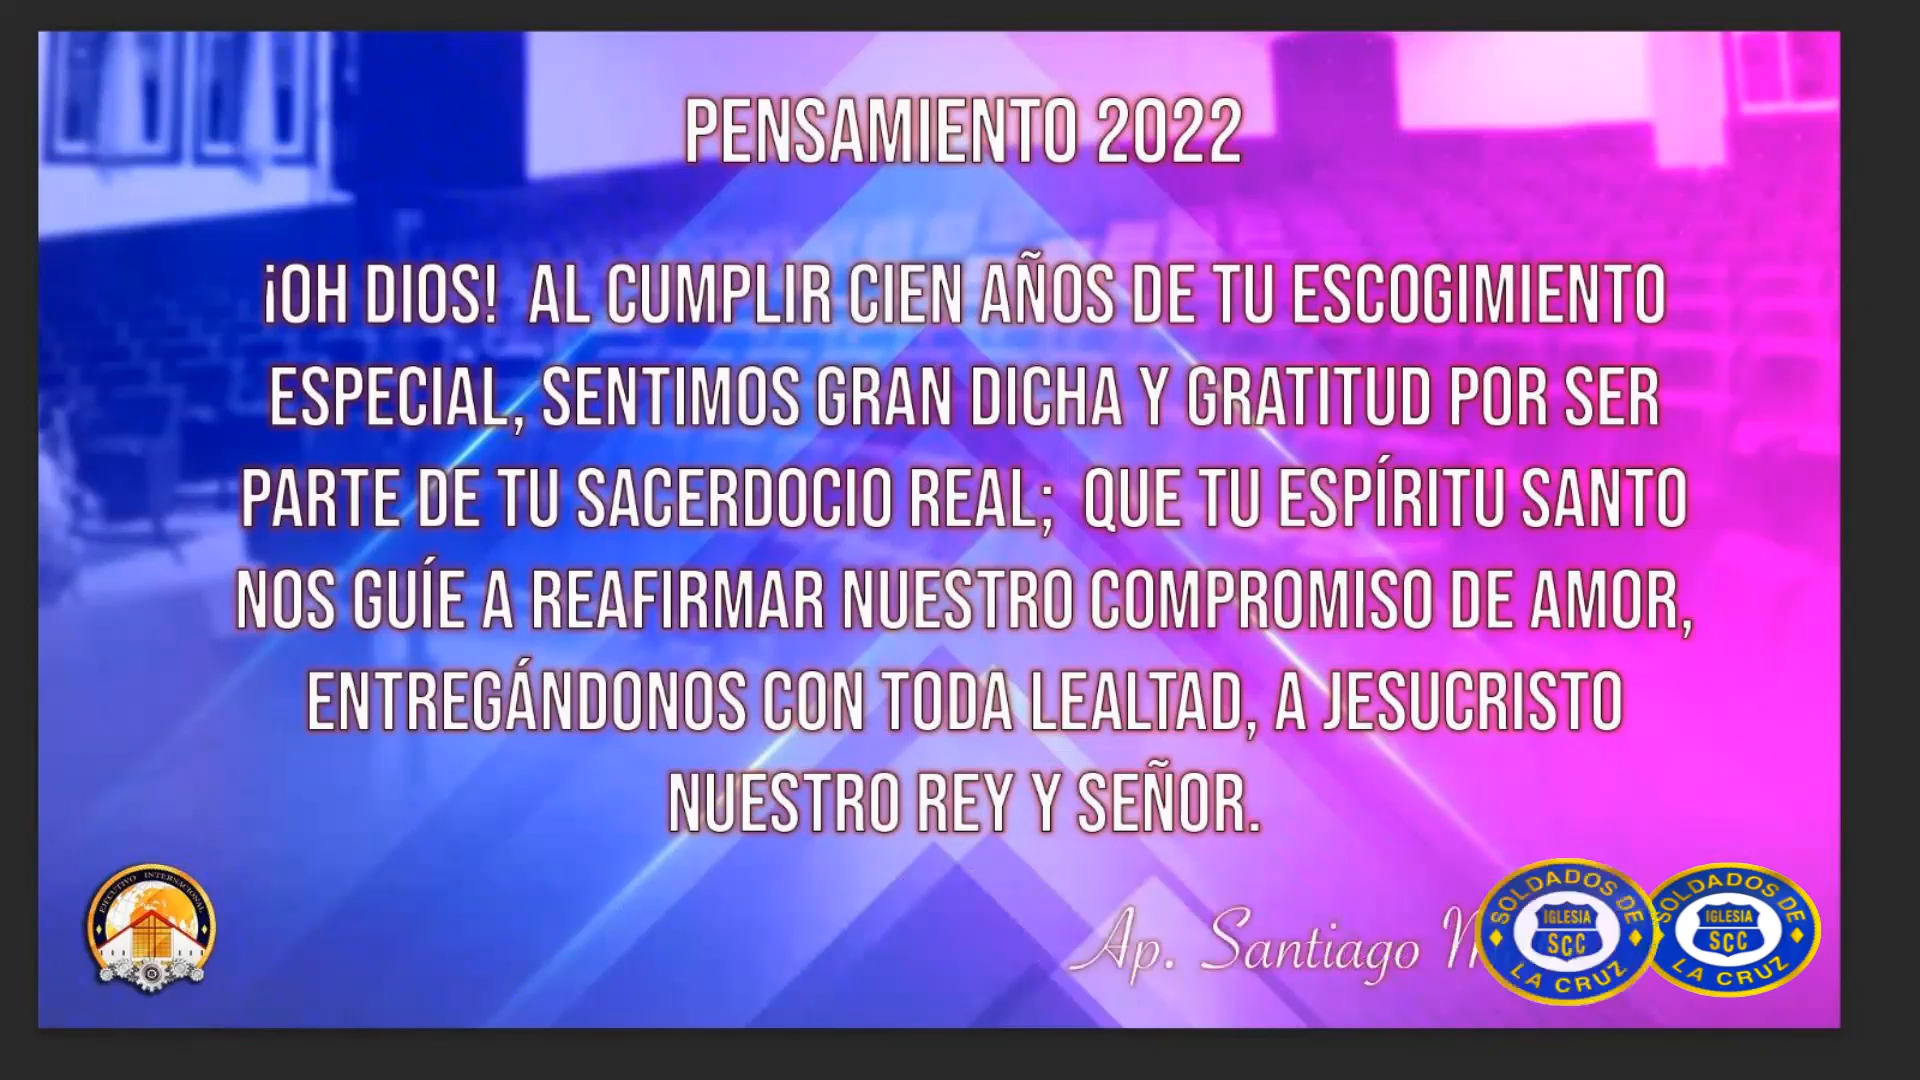 PENSAMIENTO 2022
¡OH DIOS! AL CUMPLIR CIEN AÑOS DE TU ESCOGIMIENTO
ESPECIAL, SENTIMOS GRAN DICHA Y GRATITUD POR SER
PARTE DE TU SACERDOCIO REAL; QUE TU ESPÍRITU SANTO
NOS GUÍE A REAFIRMAR NUESTRO COMPROMISO DE AMOR,
ENTREGÁNDONOS CON TODA LEALTAD, A JESUCRISTO
NUESTRO REY Y SEÑOR.
Ap. Santiago
EJECUTIVO INTERNACIONAL
SOLDADOS DE
IGLESIA
SCC
LA CRUZ
SOLDADOS DE
IGLESIA
SCC
LA CRUZ